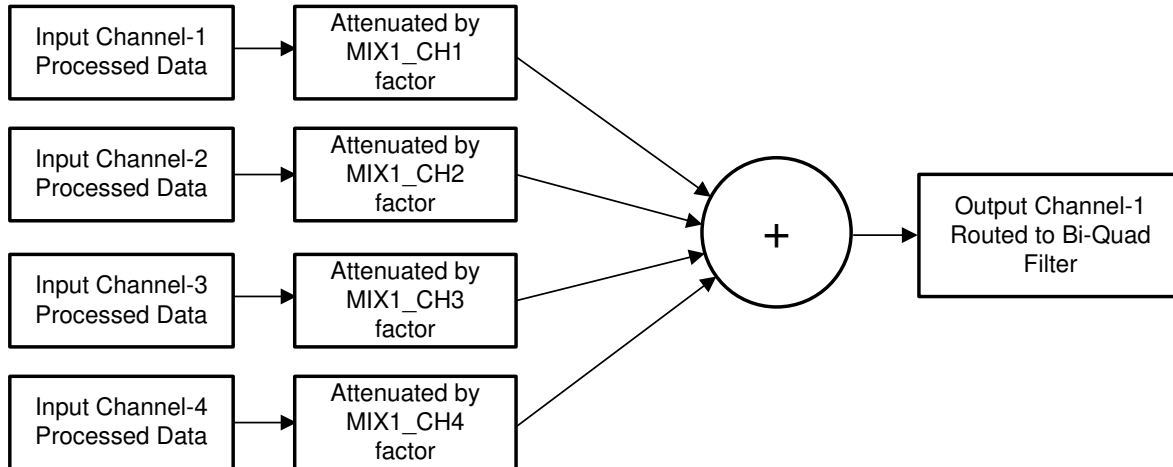 Input Channel-1
Processed Data
Attenuated by
MIX1_CH1
factor
Input Channel-2
Processed Data
Attenuated by
MIX1_CH2
factor
Input Channel-3
Processed Data
Attenuated by
MIX1_CH3
factor
Input Channel-4
Processed Data
Attenuated by
MIX1_CH4
factor
+
Output Channel-1
Routed to Bi-Quad
Filter